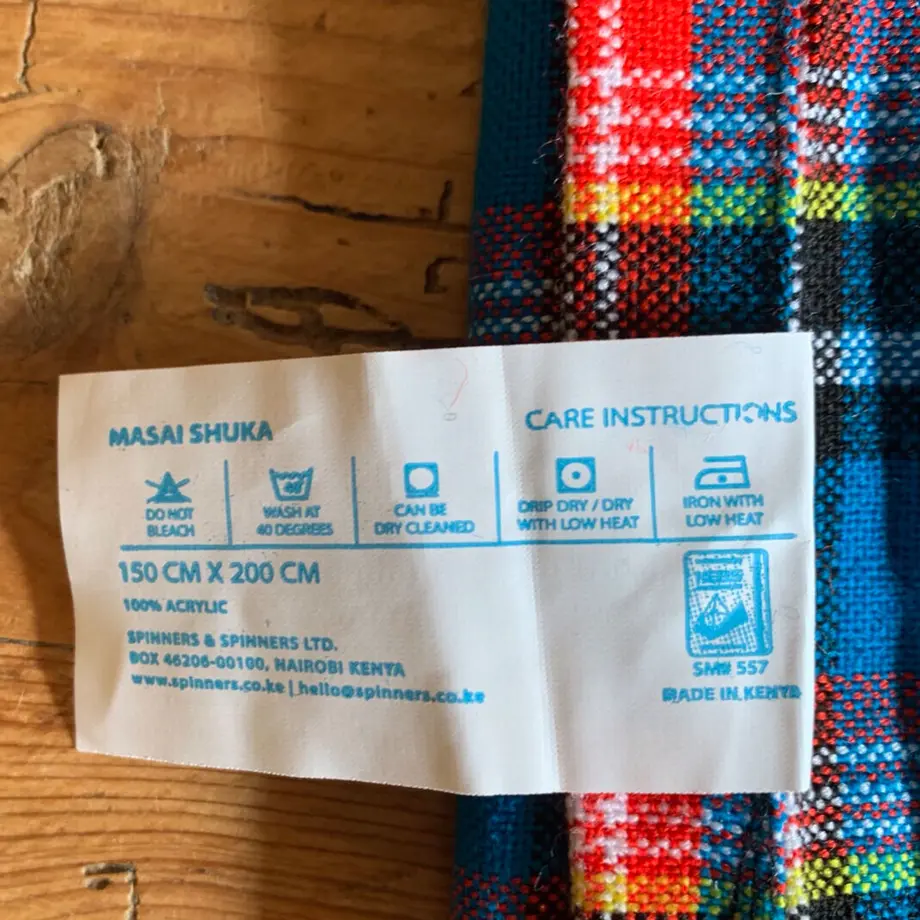 MASAI SHUKA
CARE INSTRUCTIONS
DO NOT
BLEACH
40
WASH AT
40 DEGREES
CAN BE
DRY CLEANED
DRIP DRY / DRY
WITH LOW HEAT
IRON WITH
LOW HEAT
150 CM X 200 CM
100% ACRYLIC
SPINNERS & SPINNERS LTD.
BOX 46206-00100, NAIROBI KENYA
www.spinners.co.ke | hello@spinners.co.ke
SM# 557
MADE IN KENYA